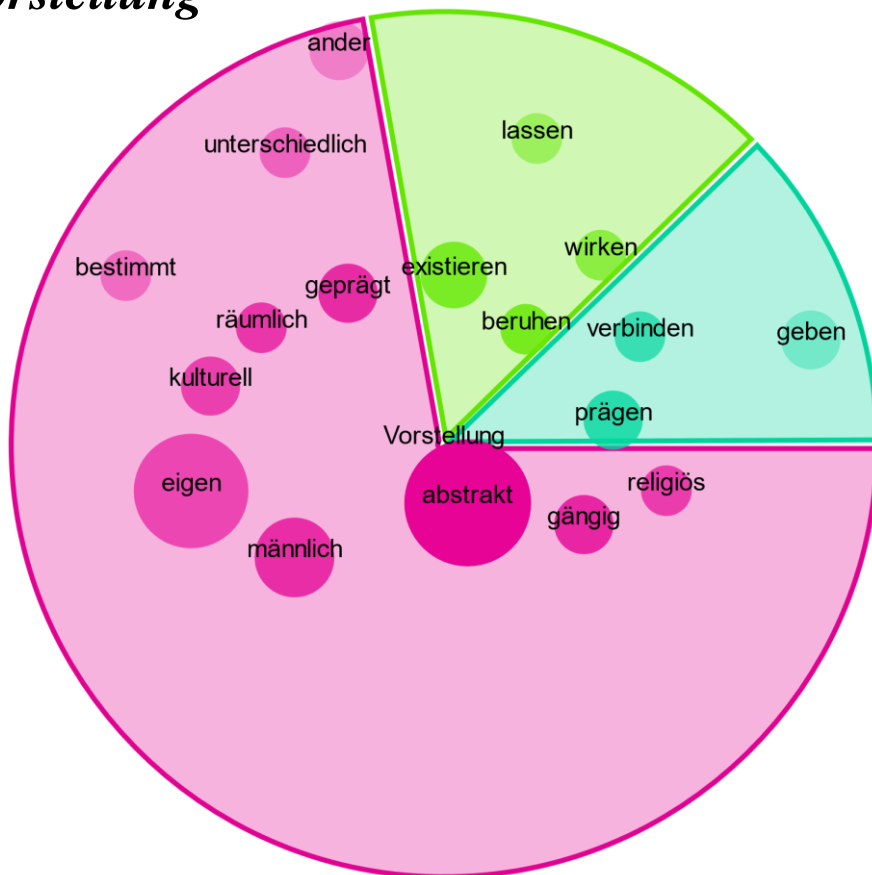 orstellung
ander
lassen
unterschiedlich
wirken
existieren
bestimmt
geprägt
beruhen
verbinden
geben
räumlich
kulturell
prägen
Vorstellung
eigen
abstrakt
religiös
gängig
männlich